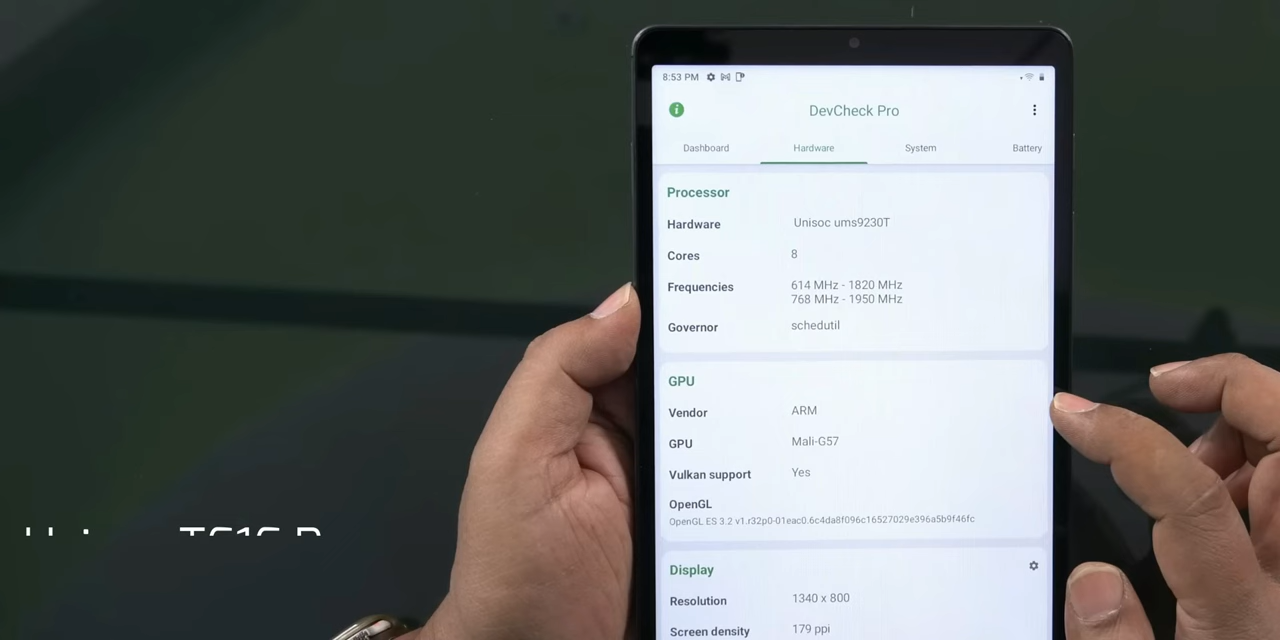 8:53 PM
DevCheck Pro
Dashboard Hardware System Battery
Processor
Hardware Unisoc ums9230T
Cores 8
Frequencies 614 MHz - 1820 MHz
768 MHz - 1950 MHz
Governor schedutil
GPU
Vendor ARM
GPU Mali-G57
Vulkan support Yes
OpenGL
OpenGL ES 3.2 v1.r32p0-01eac0.6c4da8f096c16527029e396a5b9f46fc
Display
Resolution 1340 x 800
Screen density 179 ppi